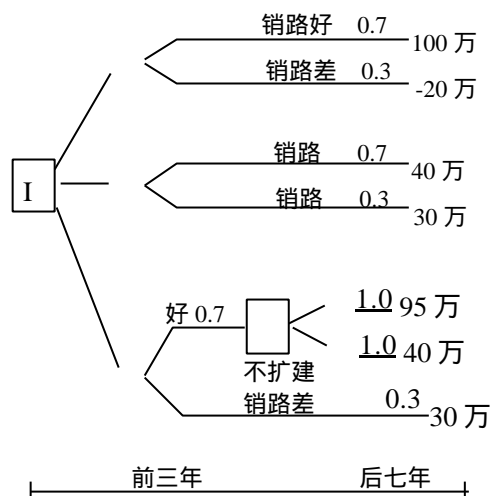 销路好 0.7
100 万
销路差 0.3
-20 万
销路 0.7
40 万
I
销路 0.3
30 万
好 0.7
1.0 95 万
1.0 40 万
不扩建
销路差 0.3
30 万
前三年 后七年